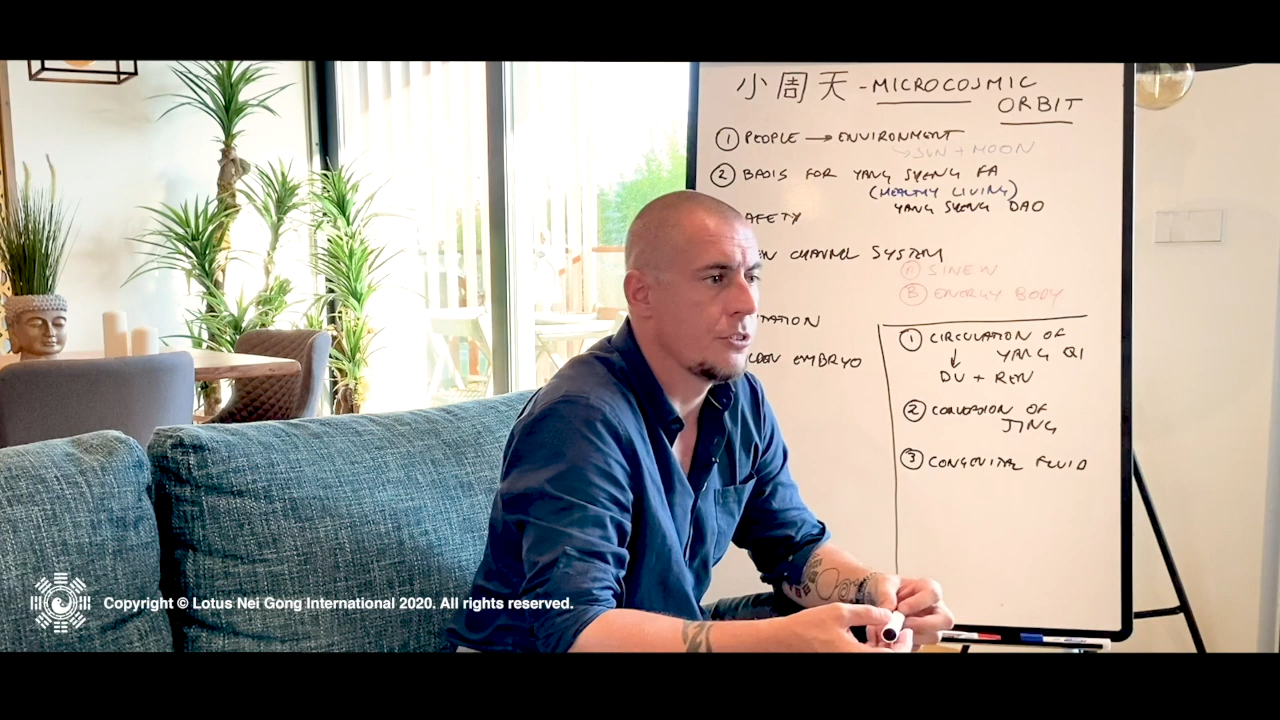 小周天 - MICROCOSMIC
ORBIT
① PEOPLE → ENVIRONMENT
↳ SUN + MOON
② BASIS FOR YANG SHENG FA
(HEALTHY LIVING)
YANG SHENG DAO
AFETY
CHANNEL SYSTEM
Ⓐ SINEW
Ⓑ ENERGY BODY
TATION
EMBRYO
① CIRCULATION OF
YANG QI
↓
DU + REN
② CONVERSION OF
JING
③ CONGENITAL FLUID
Copyright © Lotus Nei Gong International 2020. All rights reserved.